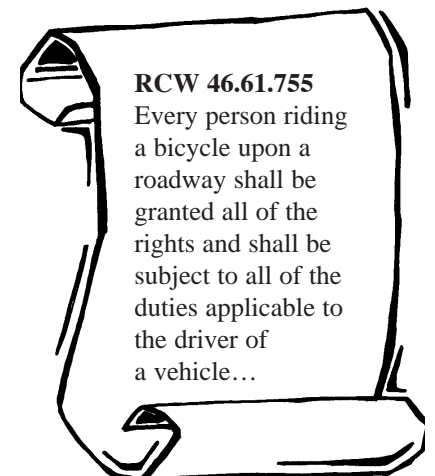 RCW 46.61.755
Every person riding
a bicycle upon a
roadway shall be
granted all of the
rights and shall be
subject to all of the
duties applicable to
the driver of
a vehicle…